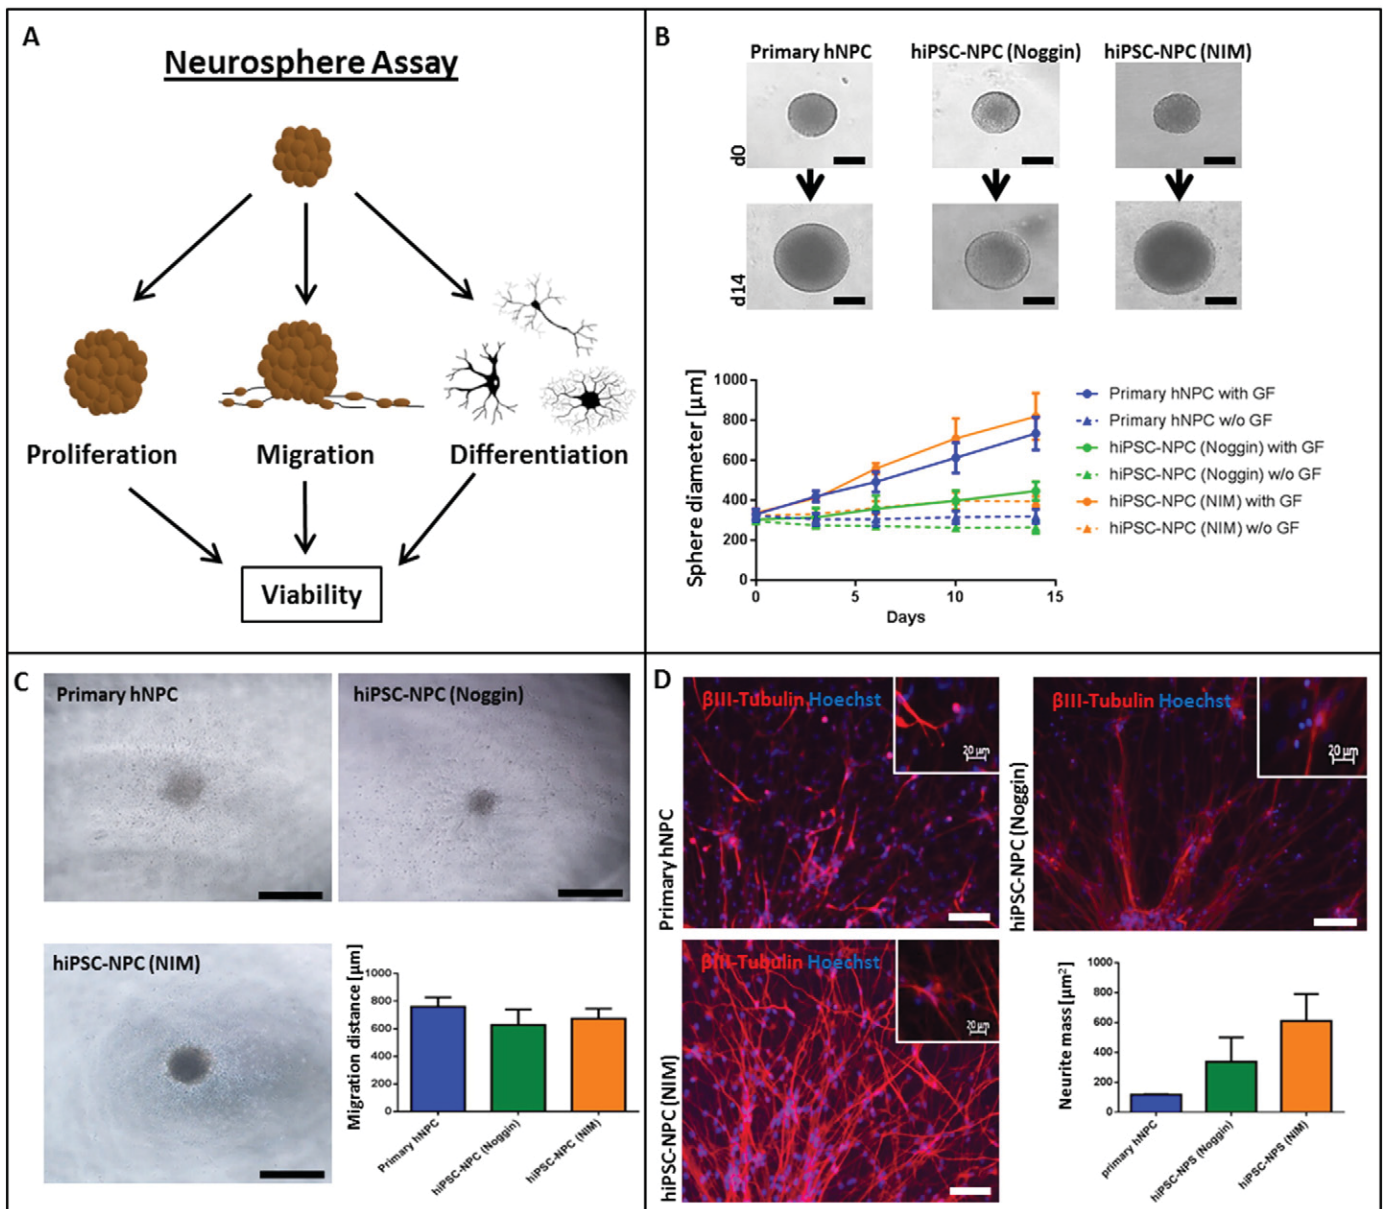 A
Neurosphere Assay
Proliferation
Migration
Differentiation
Viability
B
Primary hNPC
hiPSC-NPC (Noggin)
hiPSC-NPC (NIM)
d0
d14
Sphere diameter [µm]
1000
800
600
400
200
0
0
5
10
15
Days
Primary hNPC with GF
Primary hNPC w/o GF
hiPSC-NPC (Noggin) with GF
hiPSC-NPC (Noggin) w/o GF
hiPSC-NPC (NIM) with GF
hiPSC-NPC (NIM) w/o GF
C
Primary hNPC
hiPSC-NPC (Noggin)
hiPSC-NPC (NIM)
Migration distance [µm]
1000
800
600
400
200
0
Primary hNPC
hiPSC-NPC (Noggin)
hiPSC-NPC (NIM)
D
Primary hNPC
βIII-Tubulin Hoechst
20 µm
hiPSC-NPC (Noggin)
βIII-Tubulin Hoechst
20 µm
hiPSC-NPC (NIM)
βIII-Tubulin Hoechst
20 µm
Neurite mass [µm²]
1000
800
600
400
200
0
primary hNPC
hiPSC-NPS (Noggin)
hiPSC-NPS (NIM)